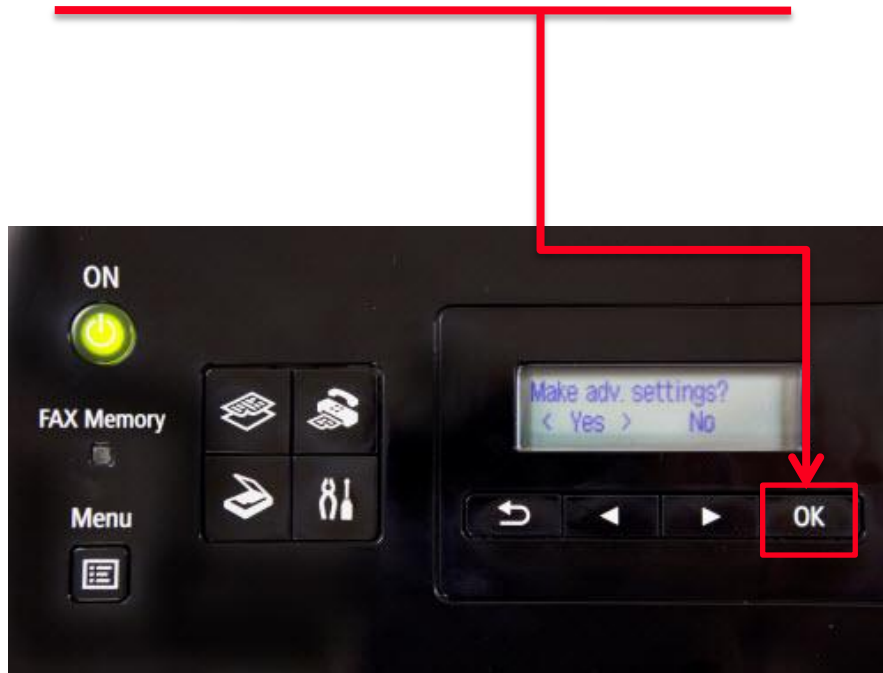 ON
FAX Memory
Menu
Make adv. settings?
< Yes > No
OK